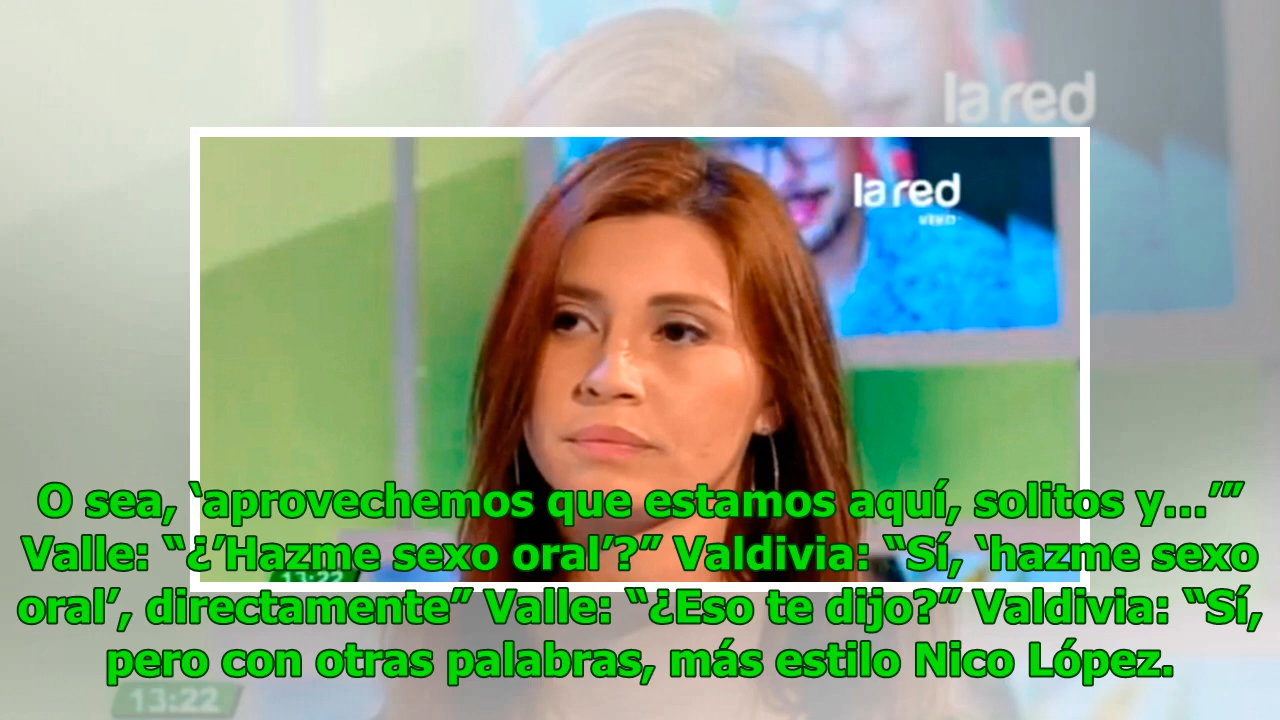 la red
la red
O sea, ‘aprovechemos que estamos aquí, solitos y...’”
Valle: “¿’Hazme sexo oral’?” Valdivia: “Sí, ‘hazme sexo
oral’, directamente” Valle: “¿Eso te dijo?” Valdivia: “Sí,
pero con otras palabras, más estilo Nico López.
13:22
13:22